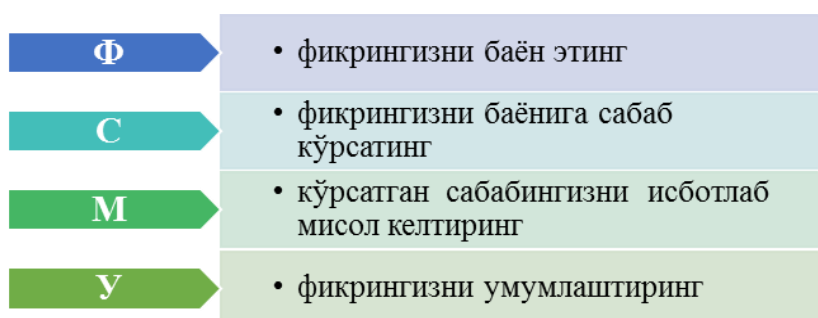 Ф
• фикрингизни баён этинг
С
• фикрингизни баёнига сабаб
кўрсатинг
М
• кўрсатган сабабингизни исботлаб
мисол келтиринг
У
• фикрингизни умумлаштиринг